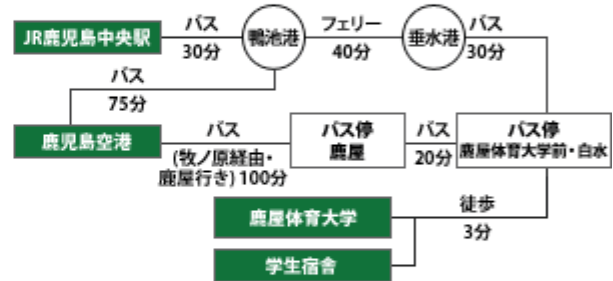 JR鹿児島中央駅
バス
30分
鴨池港
フェリー
40分
垂水港
バス
30分
バス
75分
鹿児島空港
バス
(牧ノ原経由・
鹿屋行き)100分
バス停
鹿屋
バス
20分
バス停
鹿屋体育大学前・白水
鹿屋体育大学
徒歩
3分
学生宿舎